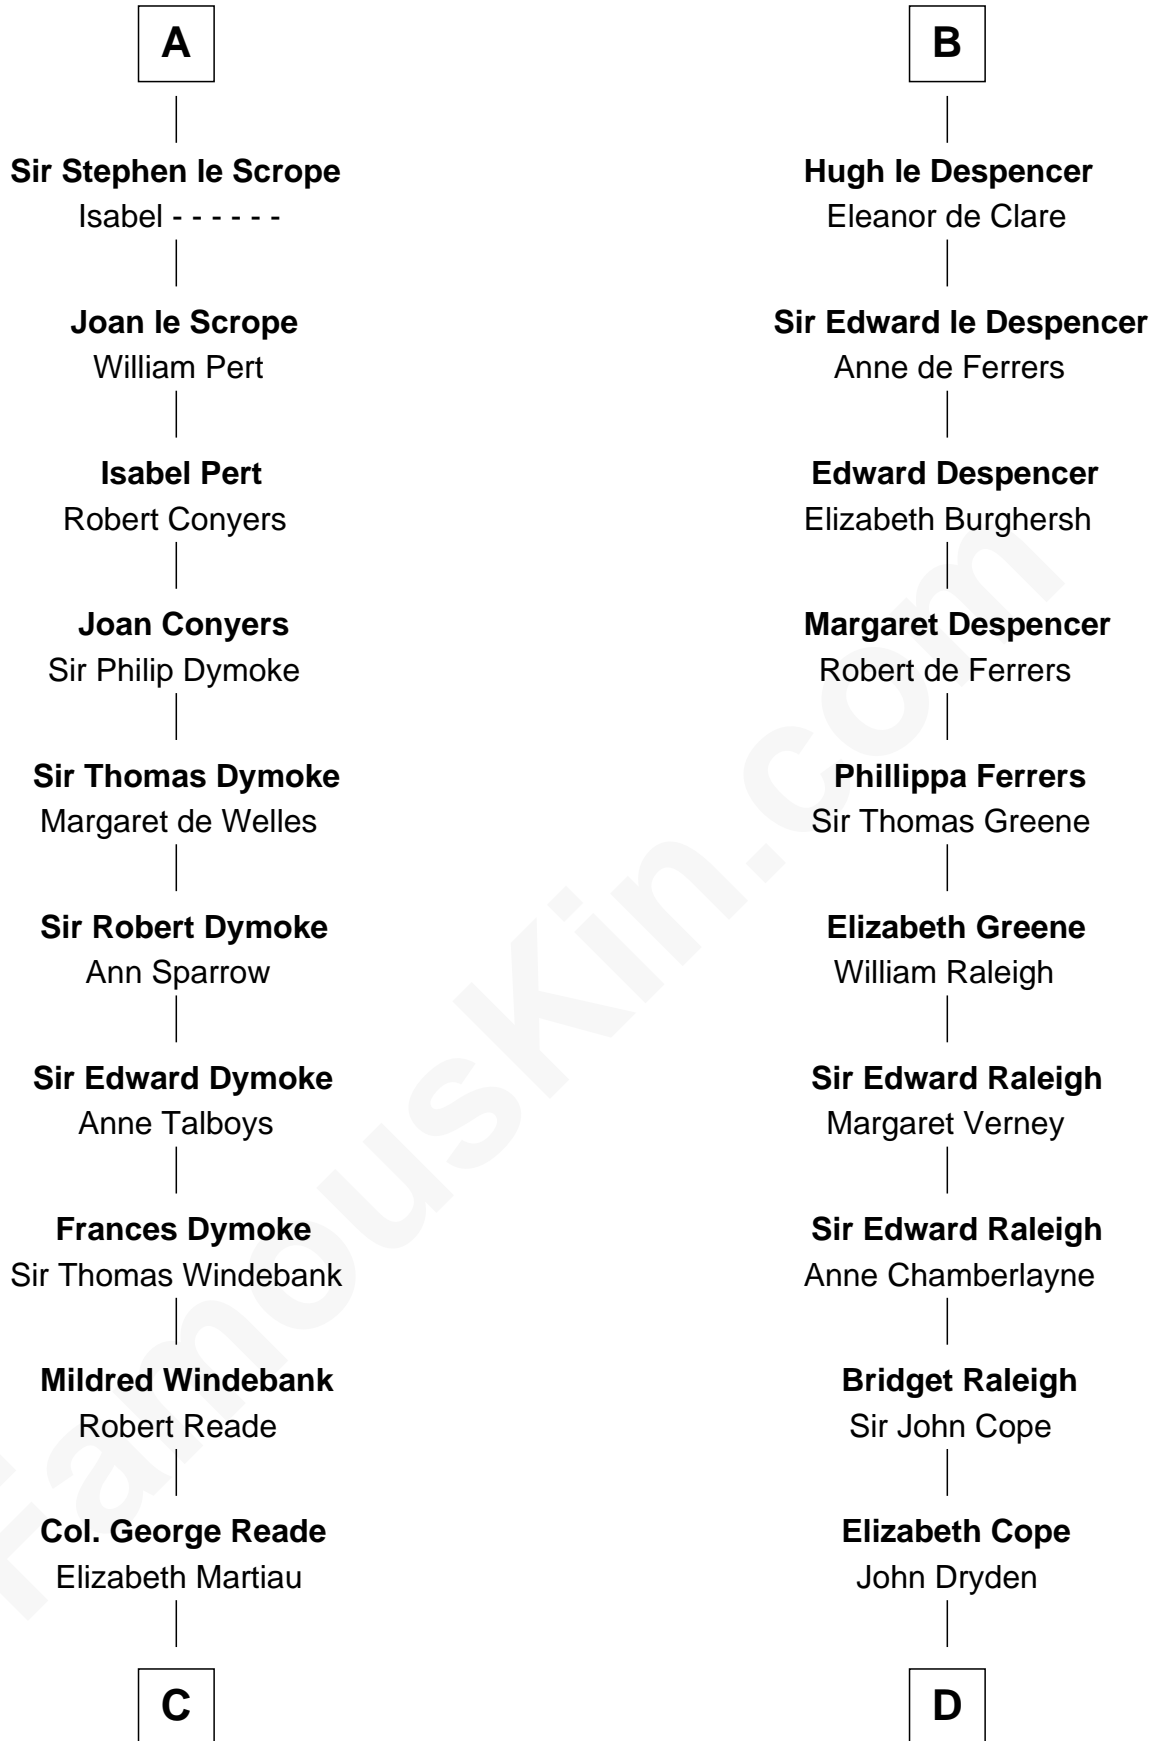 A
Sir Stephen le Scrope
Isabel - - - - - -
Joan le Scrope
William Pert
Isabel Pert
Robert Conyers
Joan Conyers
Sir Philip Dymoke
Sir Thomas Dymoke
Margaret de Welles
Sir Robert Dymoke
Ann Sparrow
Sir Edward Dymoke
Anne Talboys
Frances Dymoke
Sir Thomas Windebank
Mildred Windebank
Robert Reade
Col. George Reade
Elizabeth Martiau
C
B
Hugh le Despencer
Eleanor de Clare
Sir Edward le Despencer
Anne de Ferrers
Edward Despencer
Elizabeth Burghersh
Margaret Despencer
Robert de Ferrers
Phillippa Ferrers
Sir Thomas Greene
Elizabeth Greene
William Raleigh
Sir Edward Raleigh
Margaret Verney
Sir Edward Raleigh
Anne Chamberlayne
Bridget Raleigh
Sir John Cope
Elizabeth Cope
John Dryden
D
FamousKin.com